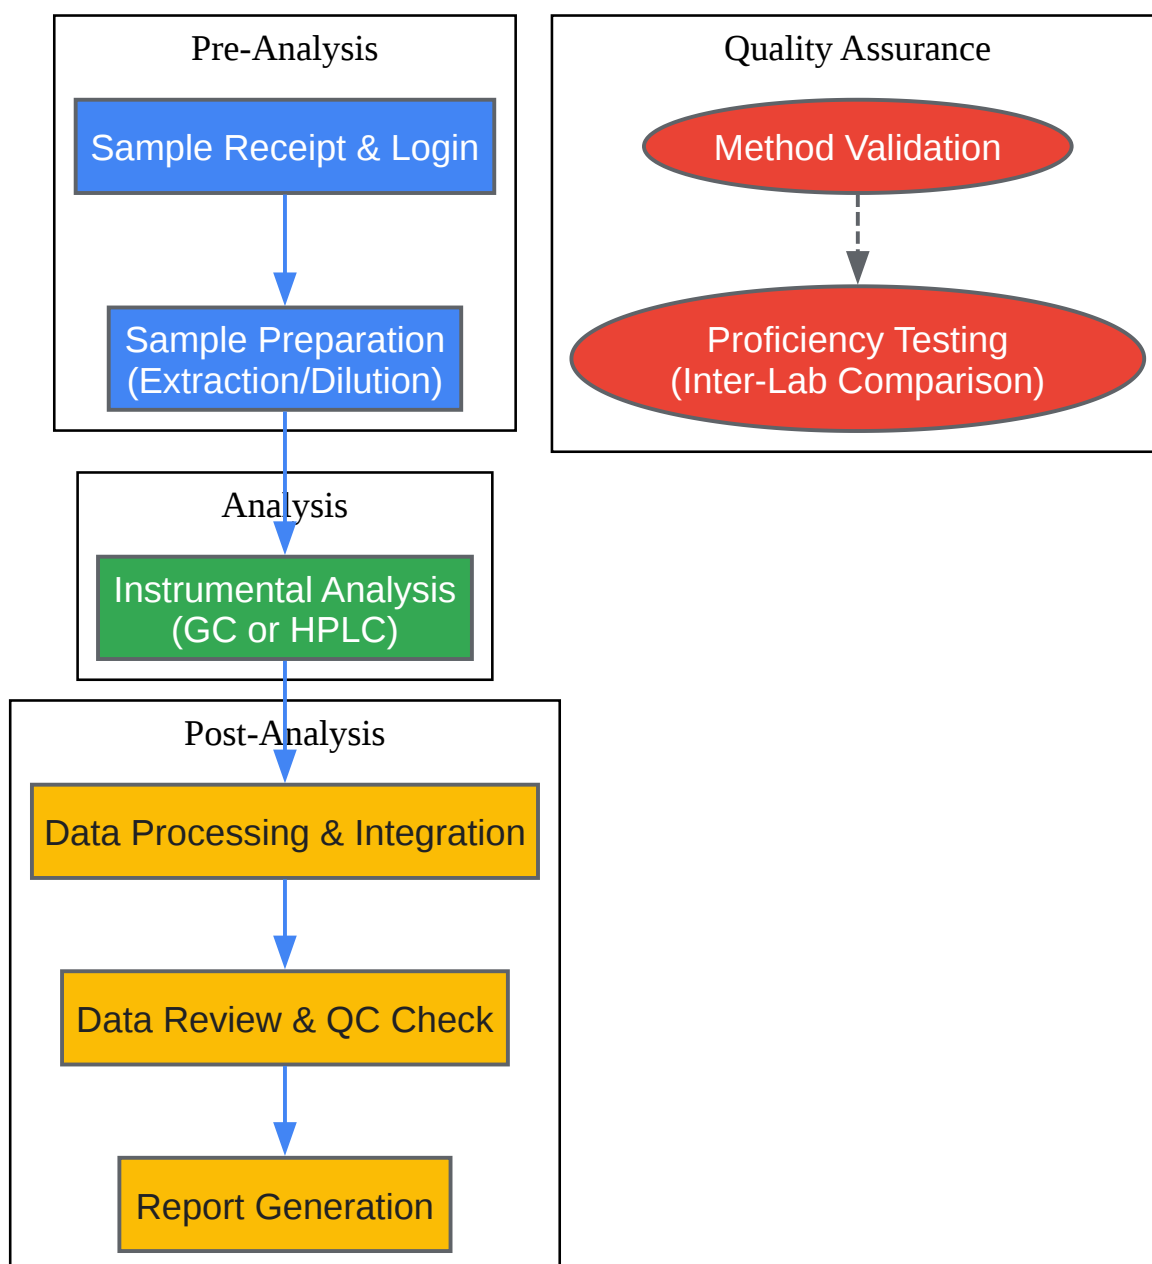 Pre-Analysis
Sample Receipt & Login
Sample Preparation
(Extraction/Dilution)
Analysis
Instrumental Analysis
(GC or HPLC)
Post-Analysis
Data Processing & Integration
Data Review & QC Check
Report Generation
Quality Assurance
Method Validation
Proficiency Testing
(Inter-Lab Comparison)